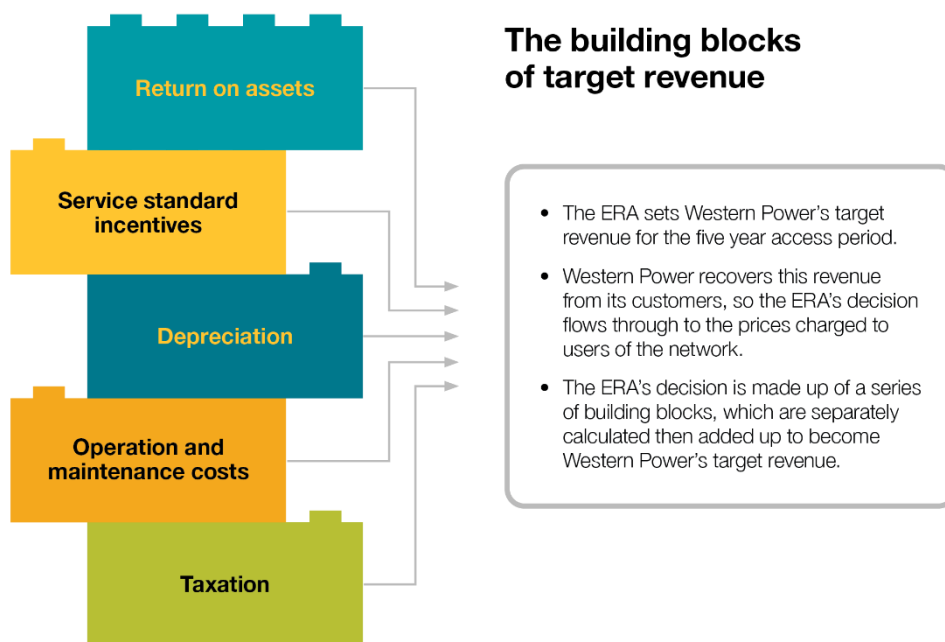 The building blocks
of target revenue
Return on assets
Service standard
incentives
Depreciation
Operation and
maintenance costs
Taxation
• The ERA sets Western Power’s target
revenue for the five year access period.
• Western Power recovers this revenue
from its customers, so the ERA’s decision
flows through to the prices charged to
users of the network.
• The ERA’s decision is made up of a series
of building blocks, which are separately
calculated then added up to become
Western Power’s target revenue.